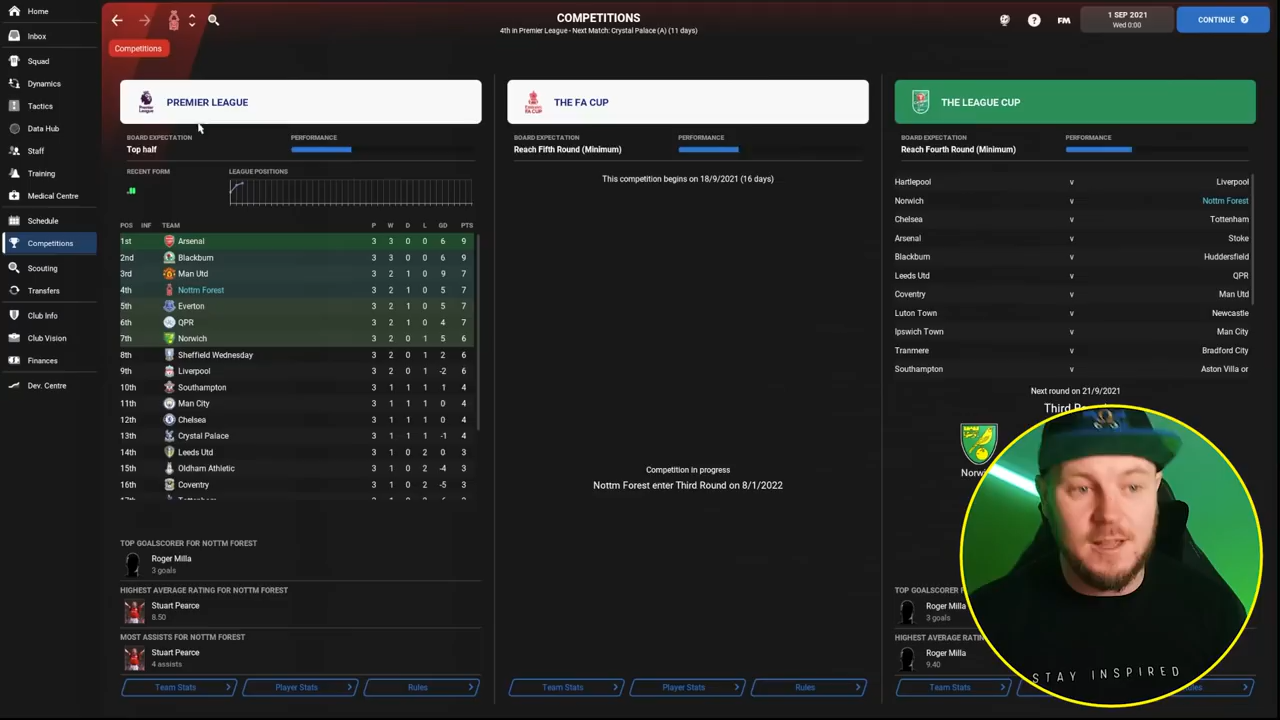 Home
Inbox
Squad
Dynamics
Tactics
Data Hub
Staff
Training
Medical Centre
Schedule
Competitions
Scouting
Transfers
Club Info
Club Vision
Finances
Dev. Centre
COMPETITIONS
4th in Premier League - Next Match: Crystal Palace (A) (11 days)
FM
1 SEP 2021
Wed 0:00
CONTINUE
Competitions
Premier League
PREMIER LEAGUE
BOARD EXPECTATION PERFORMANCE
Top half
RECENT FORM LEAGUE POSITIONS
POS INF TEAM P W D L GD PTS
1st Arsenal 3 3 0 0 6 9
2nd Blackburn 3 3 0 0 6 9
3rd Man Utd 3 2 1 0 9 7
4th Nottm Forest 3 2 1 0 5 7
5th Everton 3 2 1 0 5 7
6th QPR 3 2 1 0 4 7
7th Norwich 3 2 0 1 5 6
8th Sheffield Wednesday 3 2 0 1 2 6
9th Liverpool 3 2 0 1 -2 6
10th Southampton 3 1 1 1 1 4
11th Man City 3 1 1 1 0 4
12th Chelsea 3 1 1 1 0 4
13th Crystal Palace 3 1 1 1 -1 4
14th Leeds Utd 3 1 0 2 0 3
15th Oldham Athletic 3 1 0 2 -4 3
16th Coventry 3 1 0 2 -5 3
TOP GOALSCORER FOR NOTTM FOREST
Roger Milla
3 goals
HIGHEST AVERAGE RATING FOR NOTTM FOREST
Stuart Pearce
8.50
MOST ASSISTS FOR NOTTM FOREST
Stuart Pearce
4 assists
Team Stats Player Stats Rules
FA CUP
THE FA CUP
BOARD EXPECTATION PERFORMANCE
Reach Fifth Round (Minimum)
This competition begins on 18/9/2021 (16 days)
Competition in progress
Nottm Forest enter Third Round on 8/1/2022
Team Stats Player Stats Rules
THE LEAGUE CUP
BOARD EXPECTATION PERFORMANCE
Reach Fourth Round (Minimum)
Hartlepool v Liverpool
Norwich v Nottm Forest
Chelsea v Tottenham
Arsenal v Stoke
Blackburn v Huddersfield
Leeds Utd v QPR
Coventry v Man Utd
Luton Town v Newcastle
Ipswich Town v Man City
Tranmere v Bradford City
Southampton v Aston Villa or
Next round on 21/9/2021
Third
TOP GOALSCORER
Roger Milla
3 goals
Roger Milla
9.40
Team Stats
STAY INSPIRED